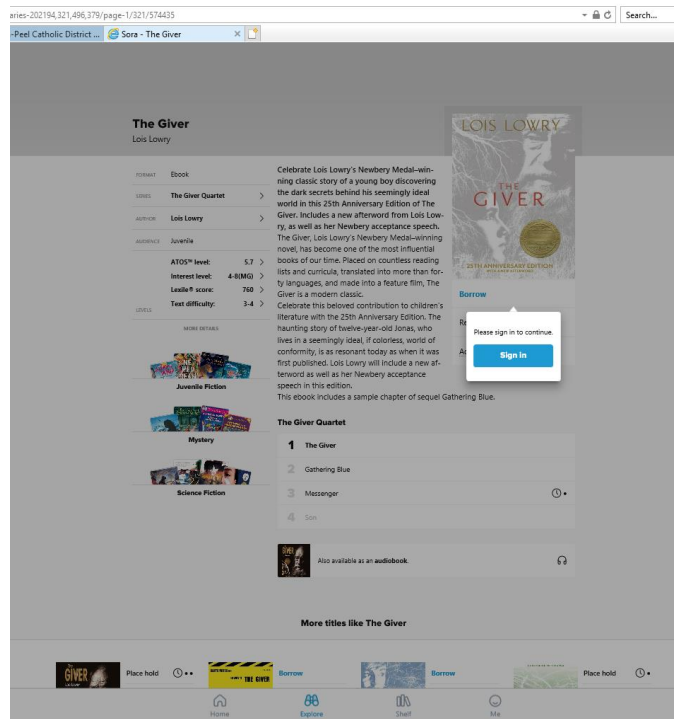 aries-202194,321,496,379/page-1/321/574435
Search...
-Peel Catholic District ...
Sora - The Giver
The Giver
Lois Lowry
LOIS LOWRY
THE
GIVER
25TH ANNIVERSARY EDITION
FORMAT Ebook
SERIES The Giver Quartet
AUTHOR Lois Lowry
AUDIENCE Juvenile
ATOS™ level: 5.7
Interest level: 4-8(MG)
Lexile® score: 760
Text difficulty: 3-4
LEVELS
MORE DETAILS
Juvenile Fiction
Mystery
Science Fiction
Celebrate Lois Lowry's Newbery Medal–win-
ning classic story of a young boy discovering
the dark secrets behind his seemingly ideal
world in this 25th Anniversary Edition of The
Giver. Includes a new afterword from Lois Low-
ry, as well as her Newbery acceptance speech.
The Giver, Lois Lowry's Newbery Medal–winning
novel, has become one of the most influential
books of our time. Placed on countless reading
lists and curricula, translated into more than for-
ty languages, and made into a feature film, The
Giver is a modern classic.
Celebrate this beloved contribution to children's
literature with the 25th Anniversary Edition. The
haunting story of twelve-year-old Jonas, who
lives in a seemingly ideal, if colorless, world of
conformity, is as resonant today as when it was
first published. Lois Lowry will include a new af-
terword as well as her Newbery acceptance
speech in this edition.
This ebook includes a sample chapter of sequel Gathering Blue.
Borrow
Please sign in to continue.
Sign in
The Giver Quartet
1 The Giver
2 Gathering Blue
3 Messenger
4 Son
Also available as an audiobook.
More titles like The Giver
GIVER
Place hold
THE GIVER
Borrow
Borrow
Place hold
Home
Explore
Shelf
Me